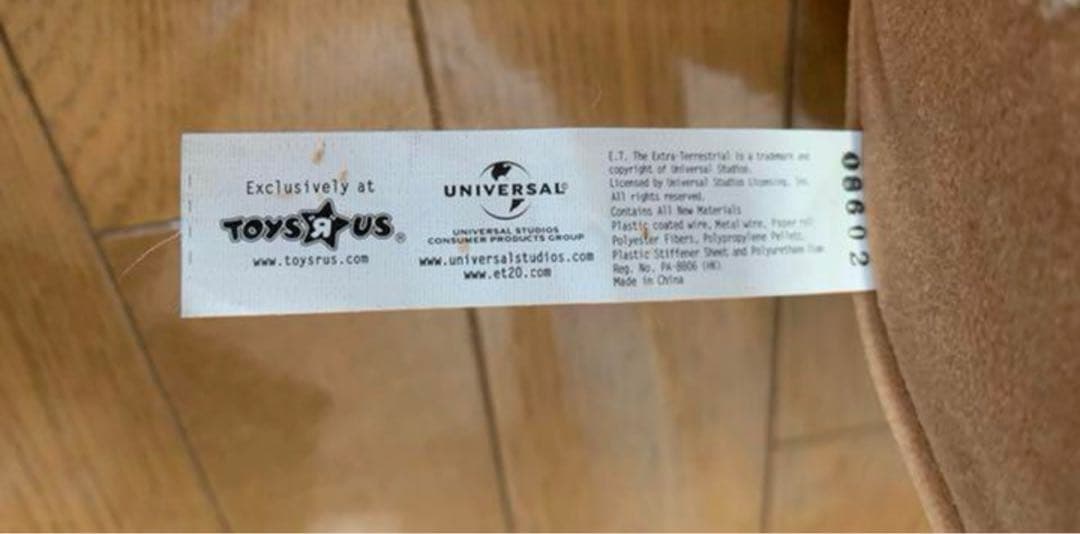 Exclusively at
TOYS R US®
www.toysrus.com
UNIVERSAL®
UNIVERSAL STUDIOS
CONSUMER PRODUCTS GROUP
www.universalstudios.com
www.et20.com
E.T. The Extra-Terrestrial is a trademark and
copyright of Universal Studios.
Licensed by Universal Studios Licensing, Inc.
All rights reserved.
Contains All New Materials
Plastic coated wire, Metal wire, Paper
Polyester Fibers, Polypropylene Pellets,
Plastic Stiffener Sheet and Polyurethane
Reg. No. PA-8806 (HK)
Made in China
08602